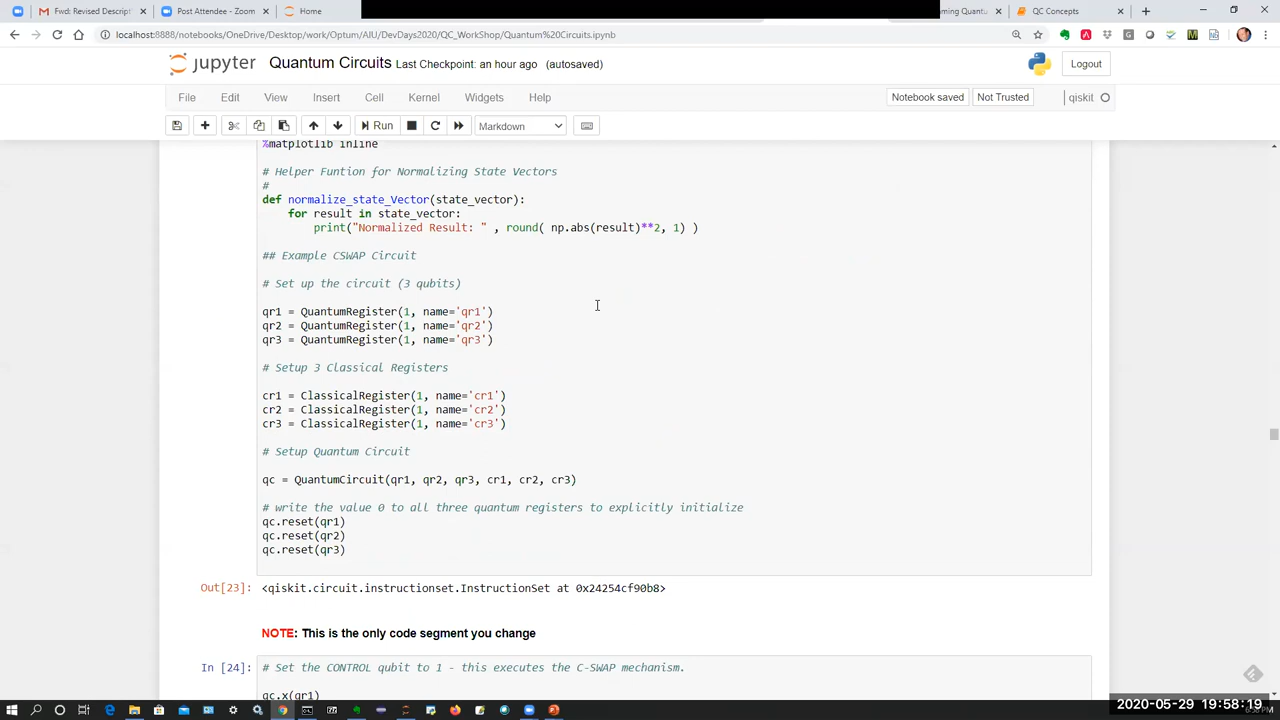 Fwd: Revised Descript
Post Attendee - Zoom
Home
aming Quantu
QC Concepts
localhost:8888/notebooks/OneDrive/Desktop/work/Optum/AIU/DevDays2020/QC_WorkShop/Quantum%20Circuits.ipynb
jupyter Quantum Circuits Last Checkpoint: an hour ago (autosaved)
Logout
File Edit View Insert Cell Kernel Widgets Help
Notebook saved Not Trusted qiskit
Run Markdown
%matplotlib inline
# Helper Funtion for Normalizing State Vectors
#
def normalize_state_Vector(state_vector):
for result in state_vector:
print("Normalized Result: " , round( np.abs(result)**2, 1) )
## Example CSWAP Circuit
# Set up the circuit (3 qubits)
qr1 = QuantumRegister(1, name='qr1')
qr2 = QuantumRegister(1, name='qr2')
qr3 = QuantumRegister(1, name='qr3')
# Setup 3 Classical Registers
cr1 = ClassicalRegister(1, name='cr1')
cr2 = ClassicalRegister(1, name='cr2')
cr3 = ClassicalRegister(1, name='cr3')
# Setup Quantum Circuit
qc = QuantumCircuit(qr1, qr2, qr3, cr1, cr2, cr3)
# write the value 0 to all three quantum registers to explicitly initialize
qc.reset(qr1)
qc.reset(qr2)
qc.reset(qr3)
Out[23]: <qiskit.circuit.instructionset.InstructionSet at 0x24254cf90b8>
NOTE: This is the only code segment you change
In [24]: # Set the CONTROL qubit to 1 - this executes the C-SWAP mechanism.
qc.x(qr1)
2020-05-29 19:58:19